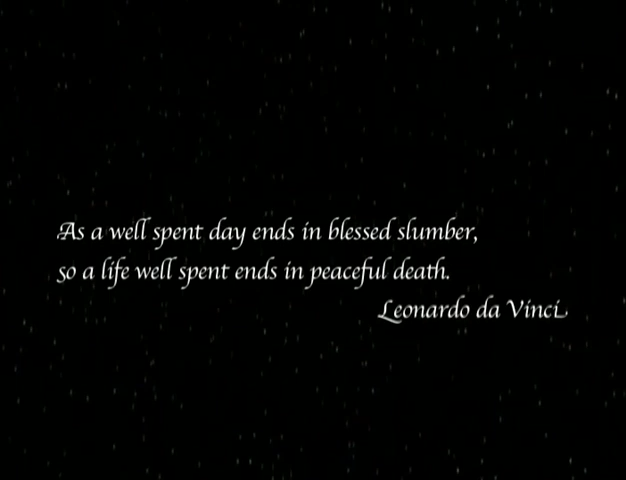 As a well spent day ends in blessed slumber,
so a life well spent ends in peaceful death.
Leonardo da Vinci